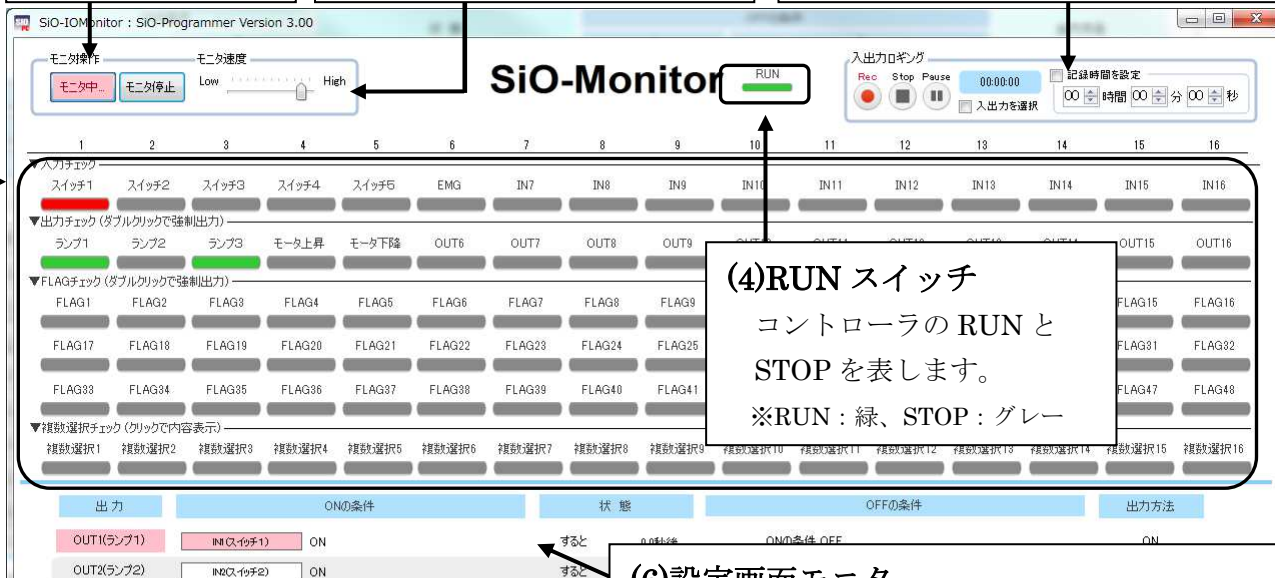 SiO-IOMonitor : SiO-Programmer Version 3.00
モニタ操作 モニタ速度 入出力ロギング
モニタ中... モニタ停止 Low High
SiO-Monitor RUN
Rec Stop Pause 00:00:00 記録時間を設定
入出力を選択 00 時間 00 分 00 秒
1 2 3 4 5 6 7 8 9 10 11 12 13 14 15 16
▼入力チェック
スイッチ1 スイッチ2 スイッチ3 スイッチ4 スイッチ5 EMG IN7 IN8 IN9 IN10 IN11 IN12 IN13 IN14 IN15 IN16
▼出力チェック (ダブルクリックで強制出力)
ランプ1 ランプ2 ランプ3 モータ上昇 モータ下降 OUT6 OUT7 OUT8 OUT9 OUT15 OUT16
▼FLAGチェック (ダブルクリックで強制出力)
FLAG1 FLAG2 FLAG3 FLAG4 FLAG5 FLAG6 FLAG7 FLAG8 FLAG9 FLAG15 FLAG16
FLAG17 FLAG18 FLAG19 FLAG20 FLAG21 FLAG22 FLAG23 FLAG24 FLAG25 FLAG31 FLAG32
FLAG33 FLAG34 FLAG35 FLAG36 FLAG37 FLAG38 FLAG39 FLAG40 FLAG41 FLAG47 FLAG48
(4)RUN スイッチ
コントローラの RUN と
STOP を表します。
※RUN：緑、STOP：グレー
▼複数選択チェック (クリックで内容表示)
複数選択1 複数選択2 複数選択3 複数選択4 複数選択5 複数選択6 複数選択7 複数選択8 複数選択9 複数選択10 複数選択11 複数選択12 複数選択13 複数選択14 複数選択15 複数選択16
出力 ONの条件 状態 OFFの条件 出力方法
OUT1(ランプ1) IN1(スイッチ1) ON すると 0.0秒後 ONの条件 OFF ON
OUT2(ランプ2) IN2(スイッチ2) ON すると
(6)設定画面モニタ